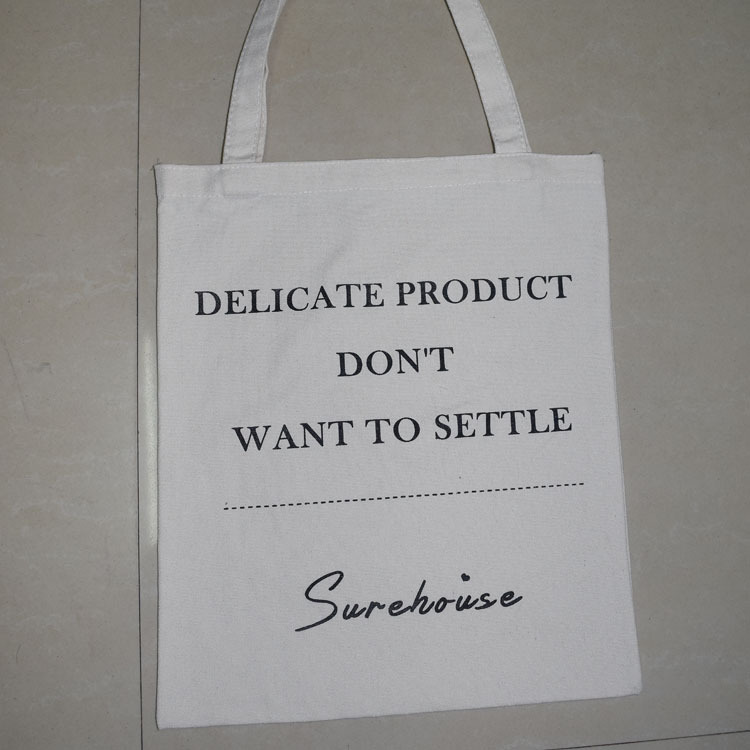 DELICATE PRODUCT
DON'T
WANT TO SETTLE
Surehouse